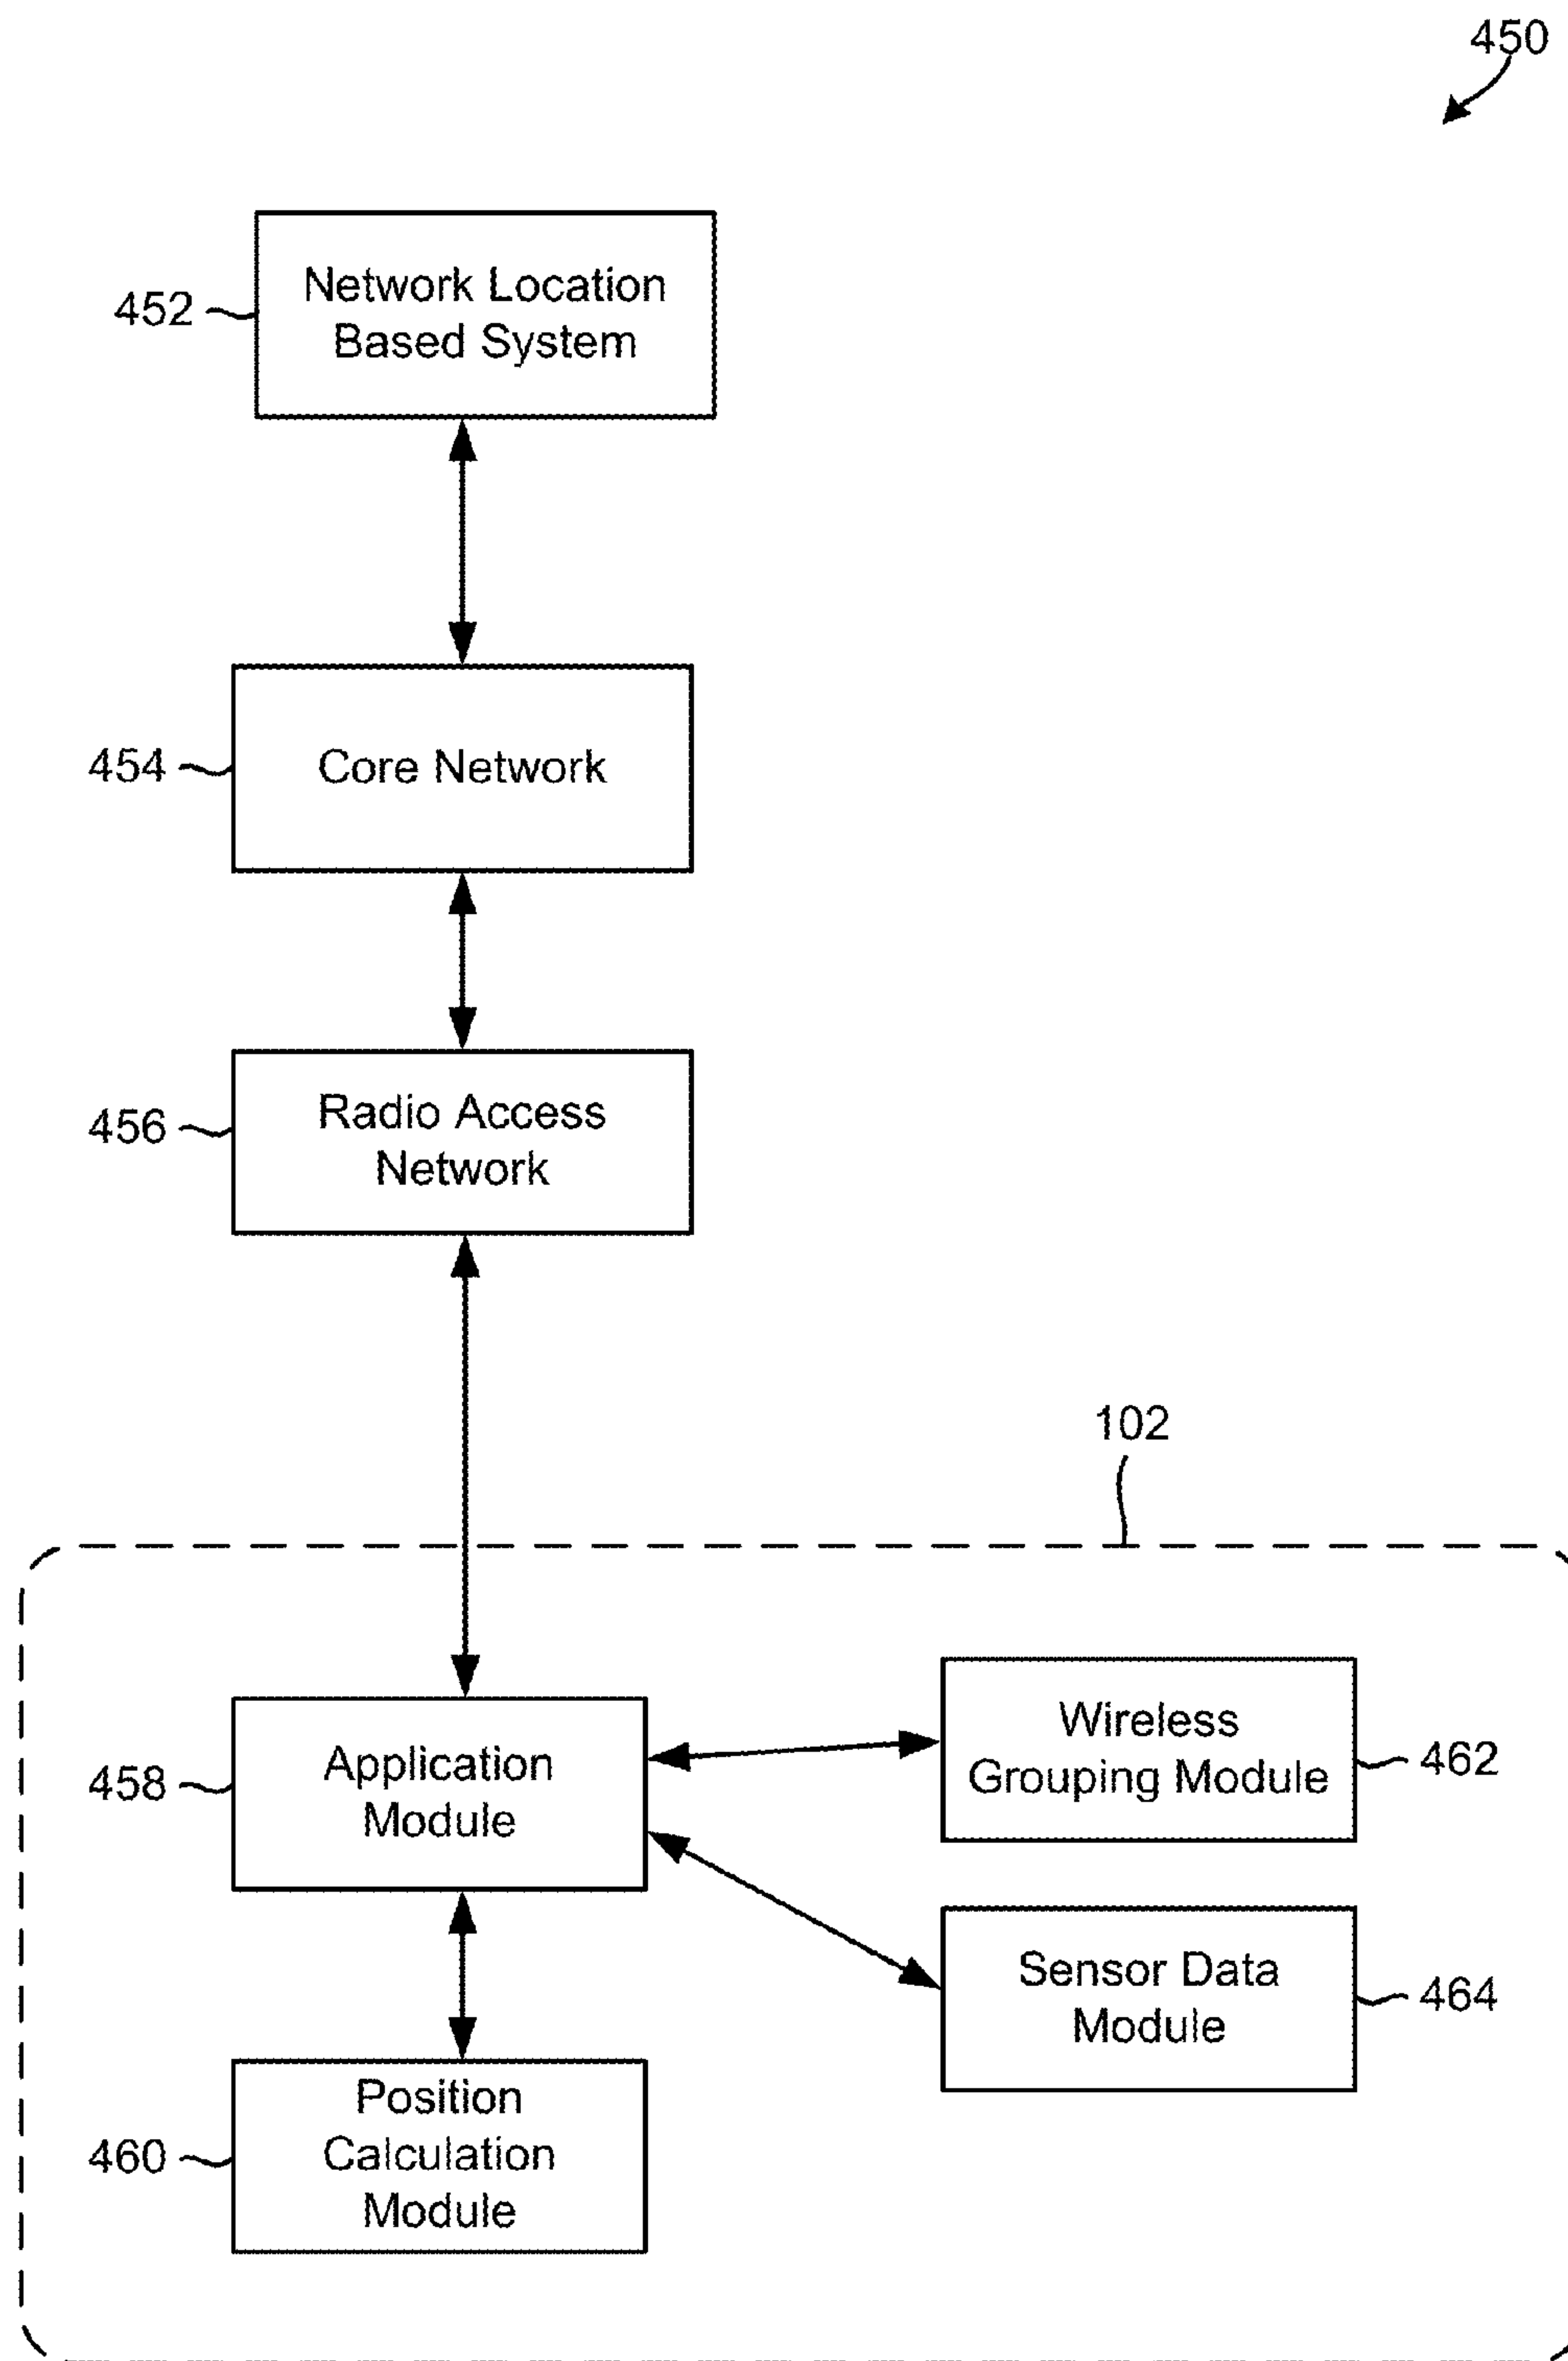 450
Network Location
Based System
452
Core Network
454
Radio Access
Network
456
102
Application
Module
458
Wireless
Grouping Module
462
Sensor Data
Module
464
Position
Calculation
Module
460